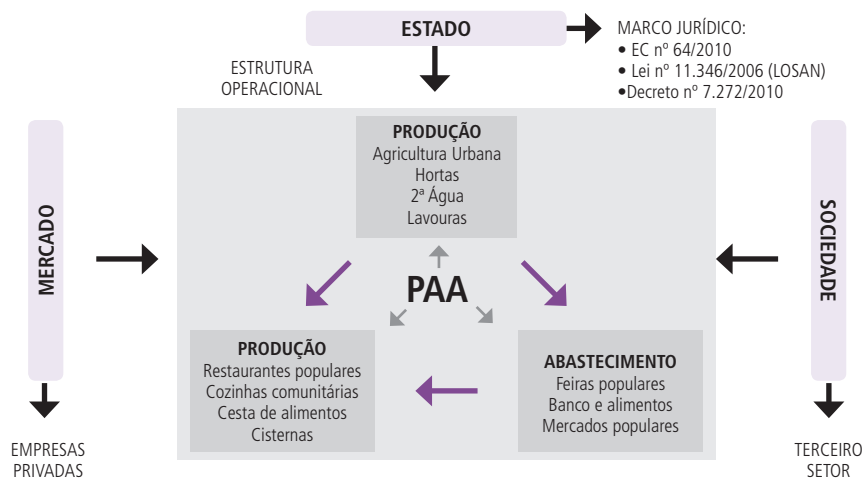 ESTADO
MARCO JURÍDICO:
• EC nº 64/2010
• Lei nº 11.346/2006 (LOSAN)
•Decreto nº 7.272/2010
ESTRUTURA
OPERACIONAL
MERCADO
EMPRESAS
PRIVADAS
PRODUÇÃO
Agricultura Urbana
Hortas
2ª Água
Lavouras
PAA
PRODUÇÃO
Restaurantes populares
Cozinhas comunitárias
Cesta de alimentos
Cisternas
ABASTECIMENTO
Feiras populares
Banco e alimentos
Mercados populares
SOCIEDADE
TERCEIRO
SETOR